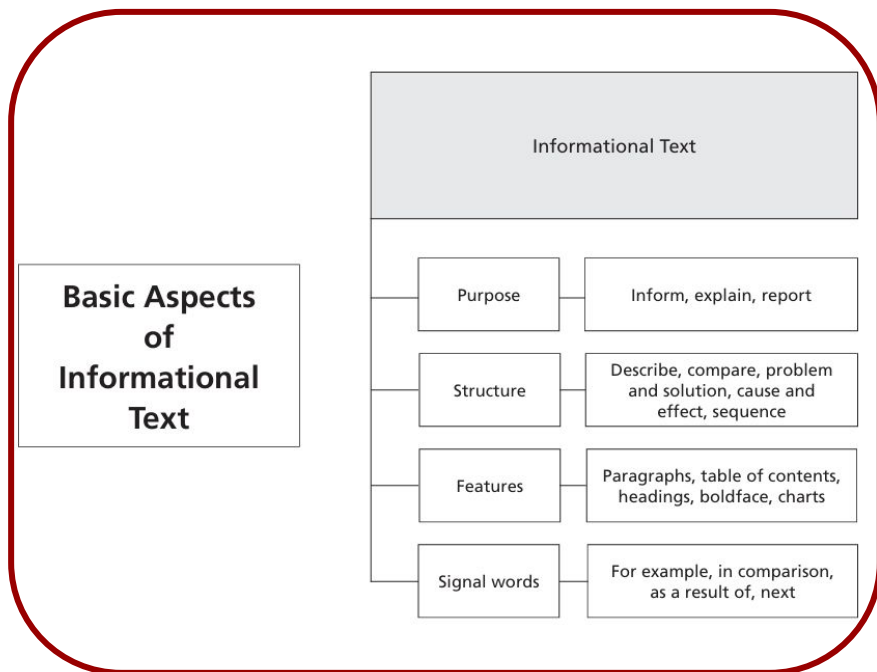 Basic Aspects
of
Informational
Text
Informational Text
Purpose
Inform, explain, report
Structure
Describe, compare, problem
and solution, cause and
effect, sequence
Features
Paragraphs, table of contents,
headings, boldface, charts
Signal words
For example, in comparison,
as a result of, next